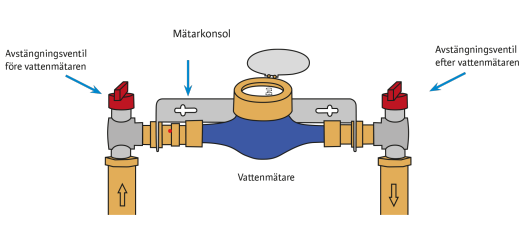 Mätarkonsol
Avstängningsventil
före vattenmätaren
Avstängningsventil
efter vattenmätaren
Vattenmätare